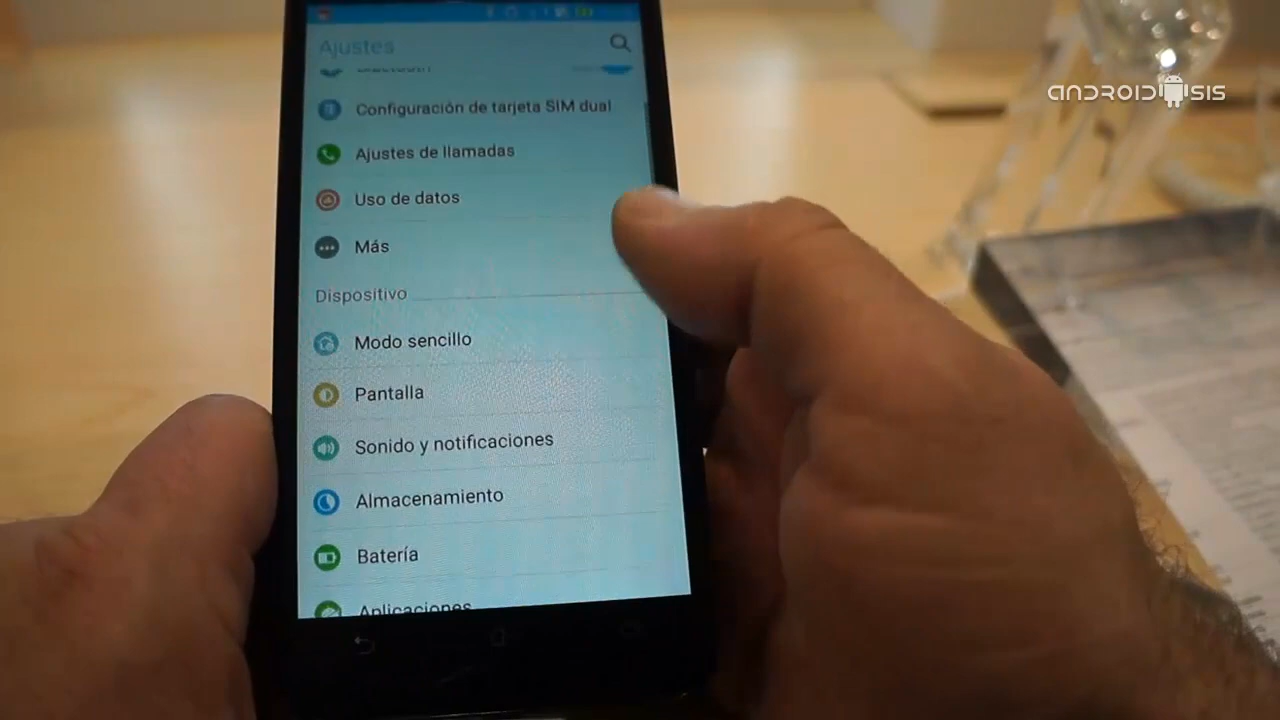 Ajustes
ANDROIDSIS
Configuración de tarjeta SIM dual
Ajustes de llamadas
Uso de datos
Más
Dispositivo
Modo sencillo
Pantalla
Sonido y notificaciones
Almacenamiento
Batería
Aplicaciones